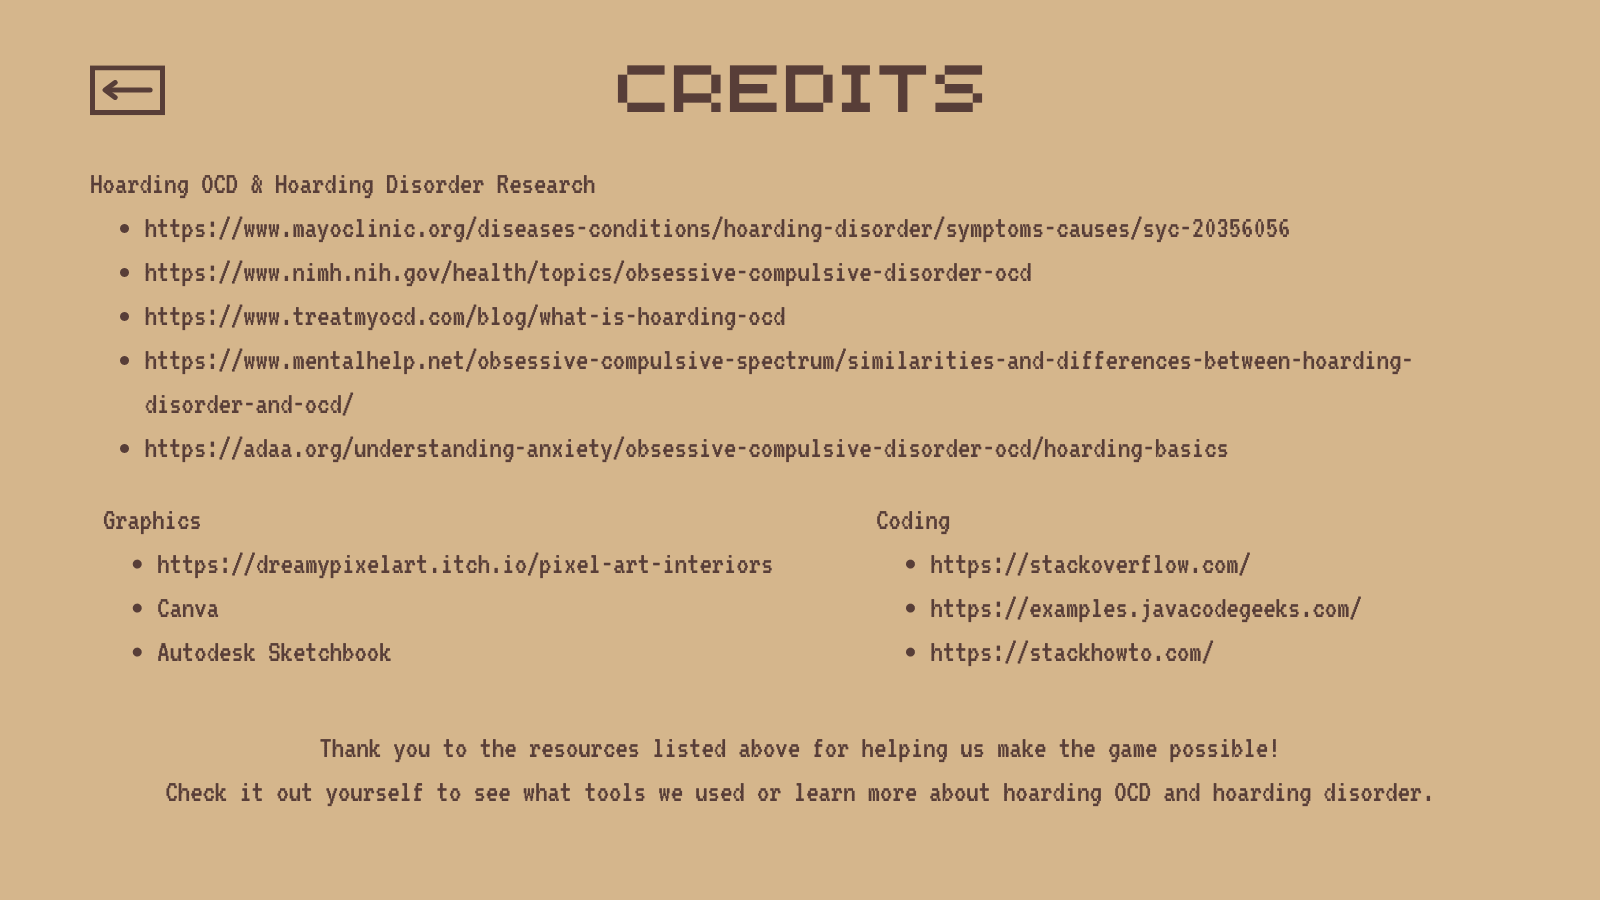 CREDITS
Hoarding OCD & Hoarding Disorder Research
• https://www.mayoclinic.org/diseases-conditions/hoarding-disorder/symptoms-causes/syc-20356056
• https://www.nimh.nih.gov/health/topics/obsessive-compulsive-disorder-ocd
• https://www.treatmyocd.com/blog/what-is-hoarding-ocd
• https://www.mentalhelp.net/obsessive-compulsive-spectrum/similarities-and-differences-between-hoarding-
disorder-and-ocd/
• https://adaa.org/understanding-anxiety/obsessive-compulsive-disorder-ocd/hoarding-basics
Graphics
• https://dreamypixelart.itch.io/pixel-art-interiors
• Canva
• Autodesk Sketchbook
Coding
• https://stackoverflow.com/
• https://examples.javacodegeeks.com/
• https://stackhowto.com/
Thank you to the resources listed above for helping us make the game possible!
Check it out yourself to see what tools we used or learn more about hoarding OCD and hoarding disorder.